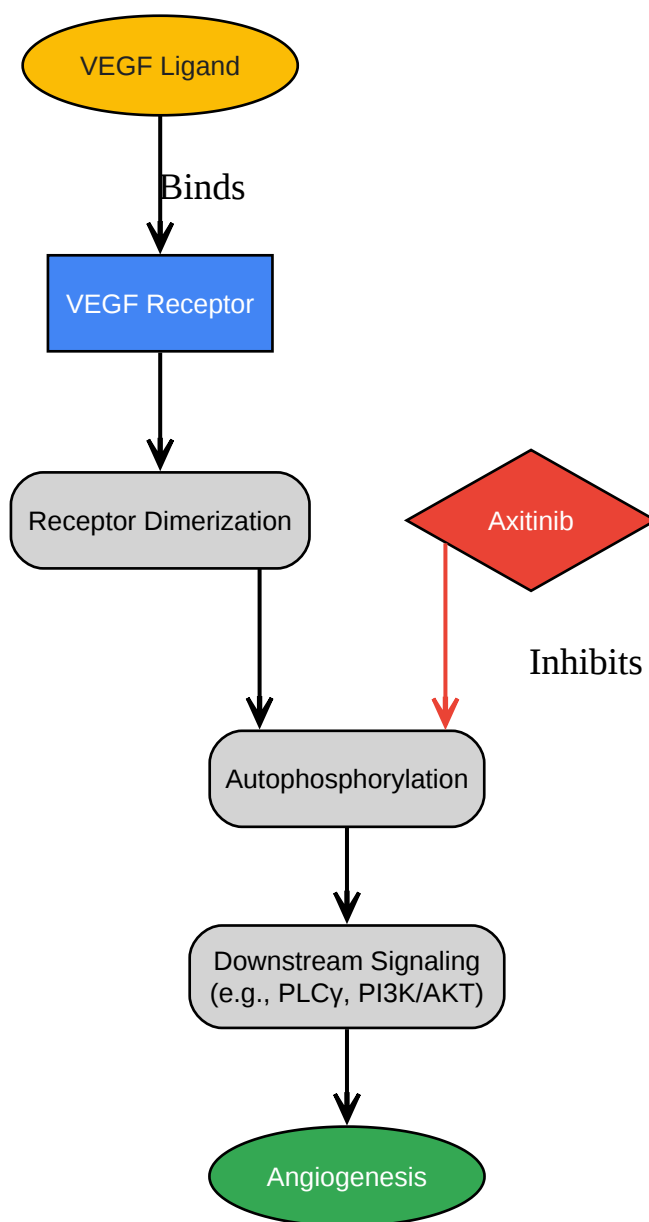 VEGF Ligand
Binds
VEGF Receptor
Receptor Dimerization
Axitinib
Inhibits
Autophosphorylation
Downstream Signaling
(e.g., PLCγ, PI3K/AKT)
Angiogenesis